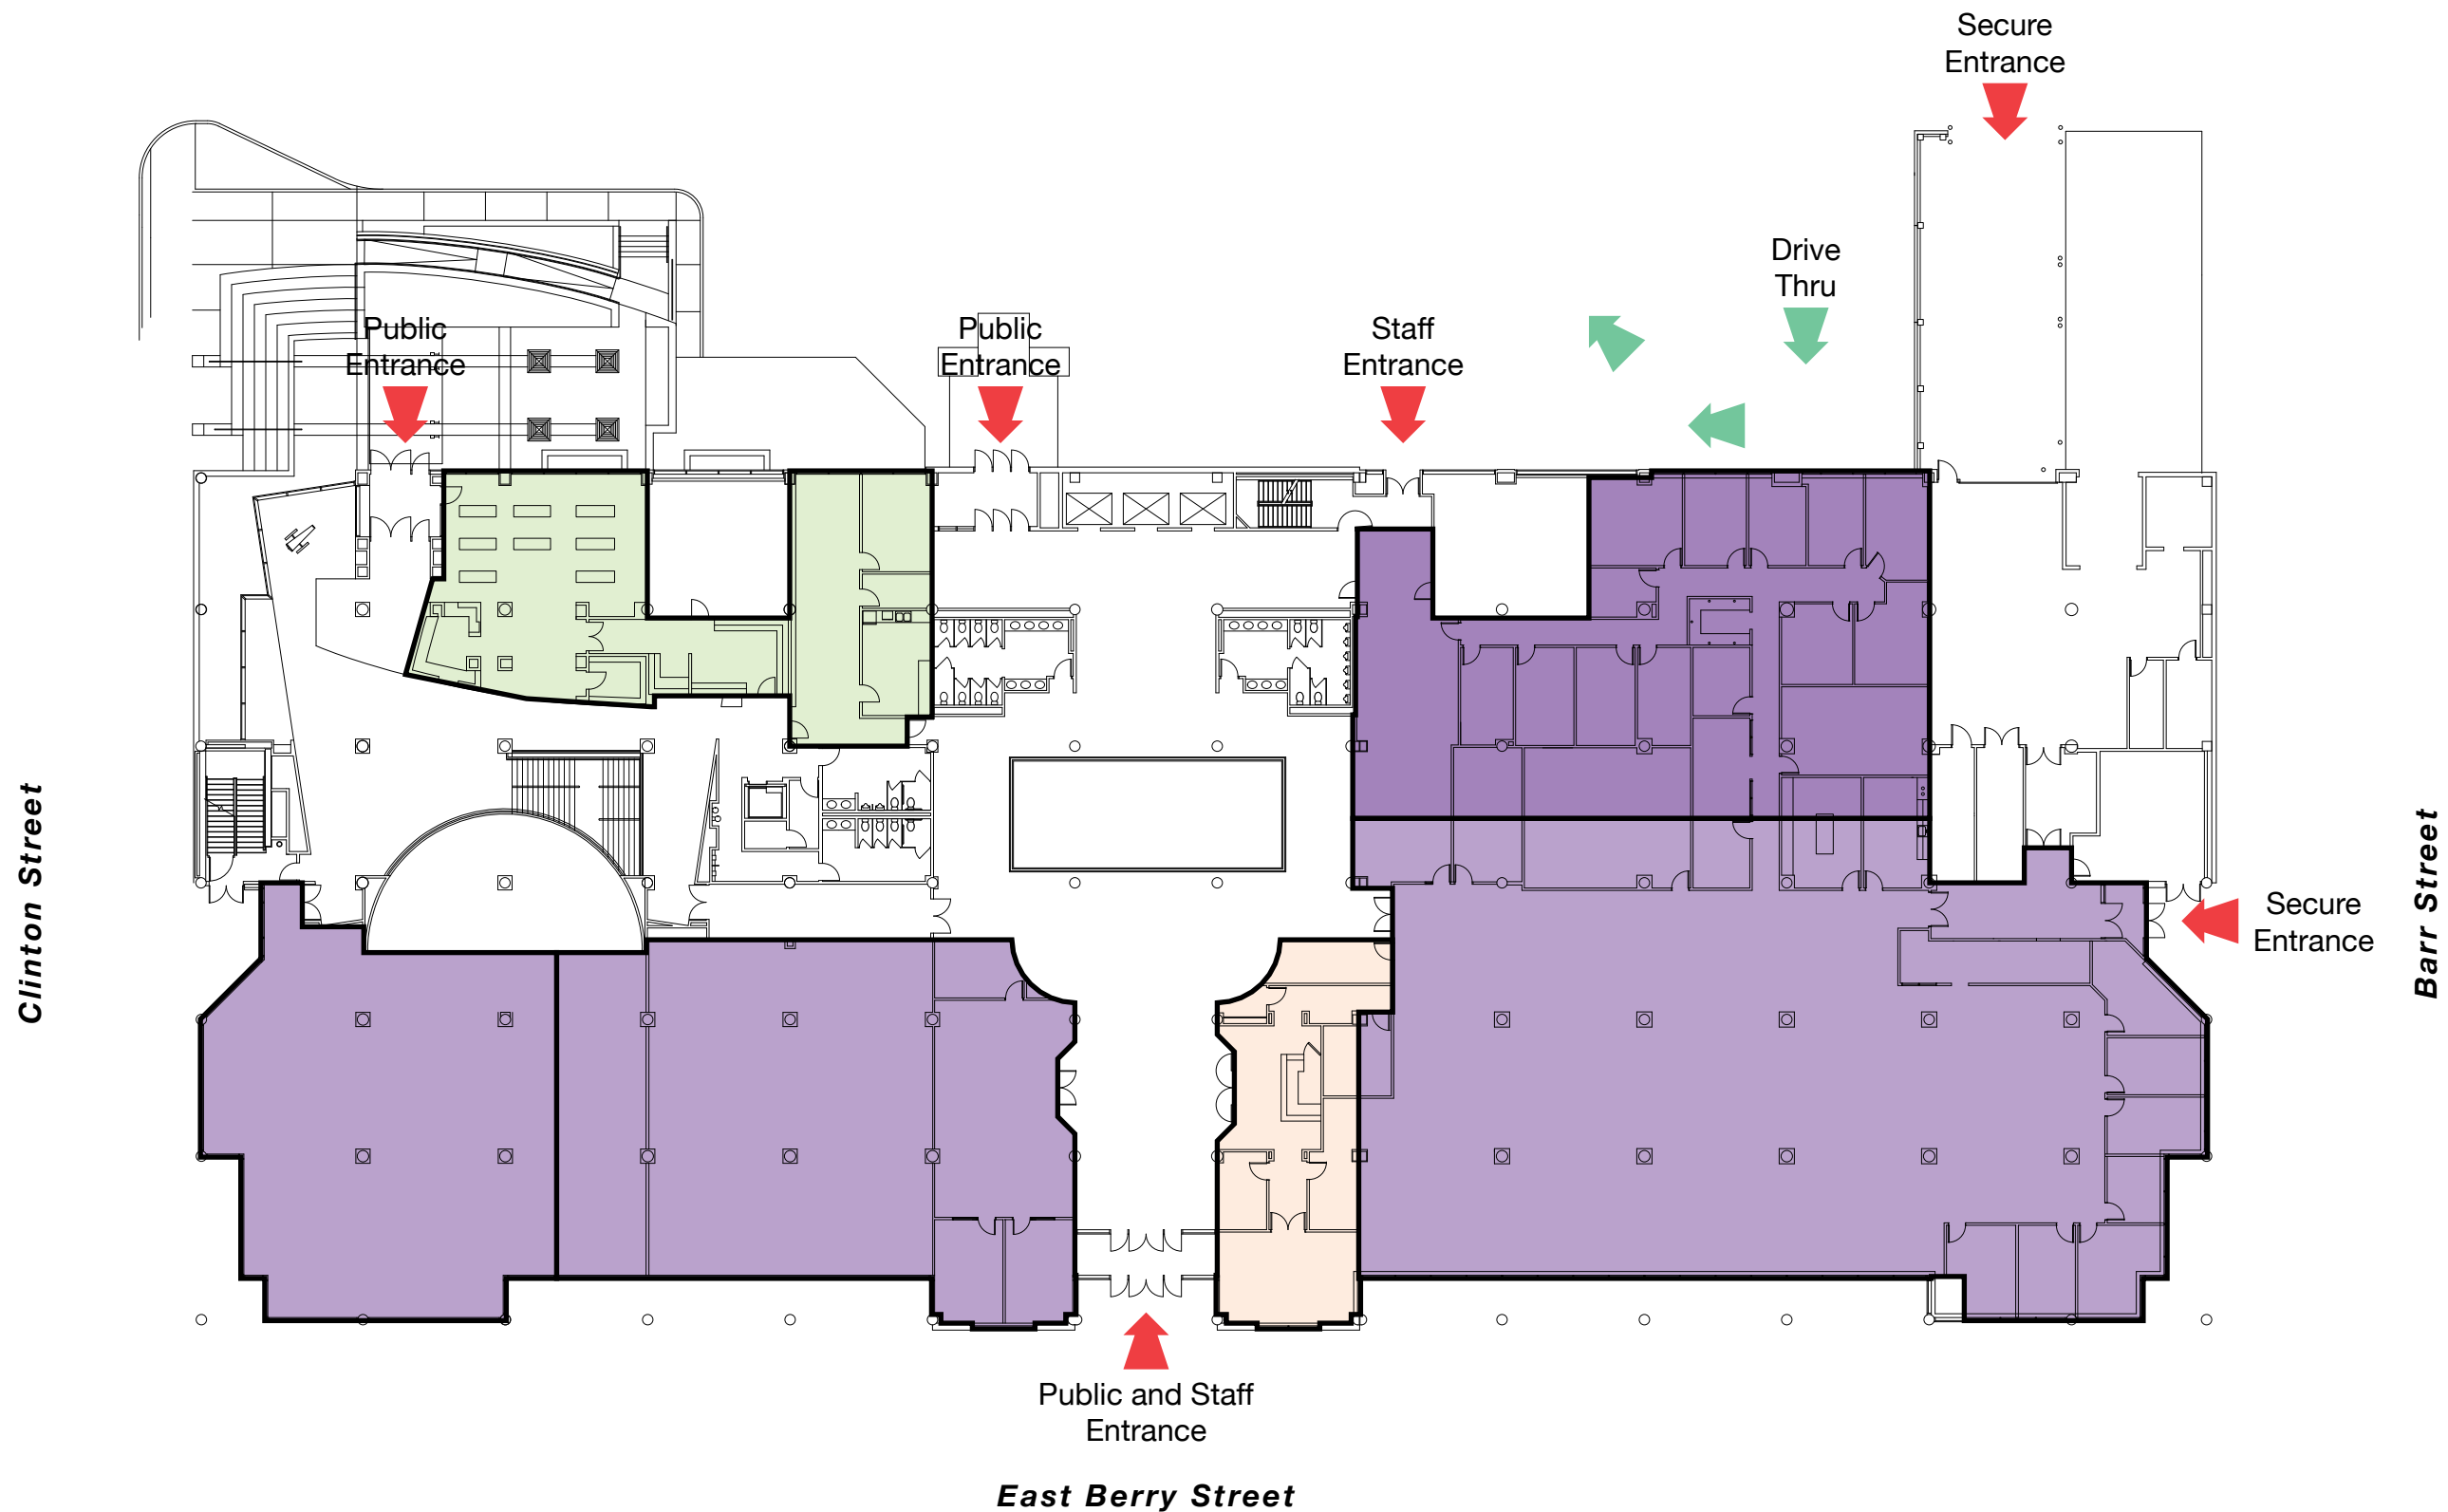 Secure
Entrance
Drive
Thru
Public
Entrance
Public
Entrance
Staff
Entrance
Clinton Street
Barr Street
Secure
Entrance
Public and Staff
Entrance
East Berry Street